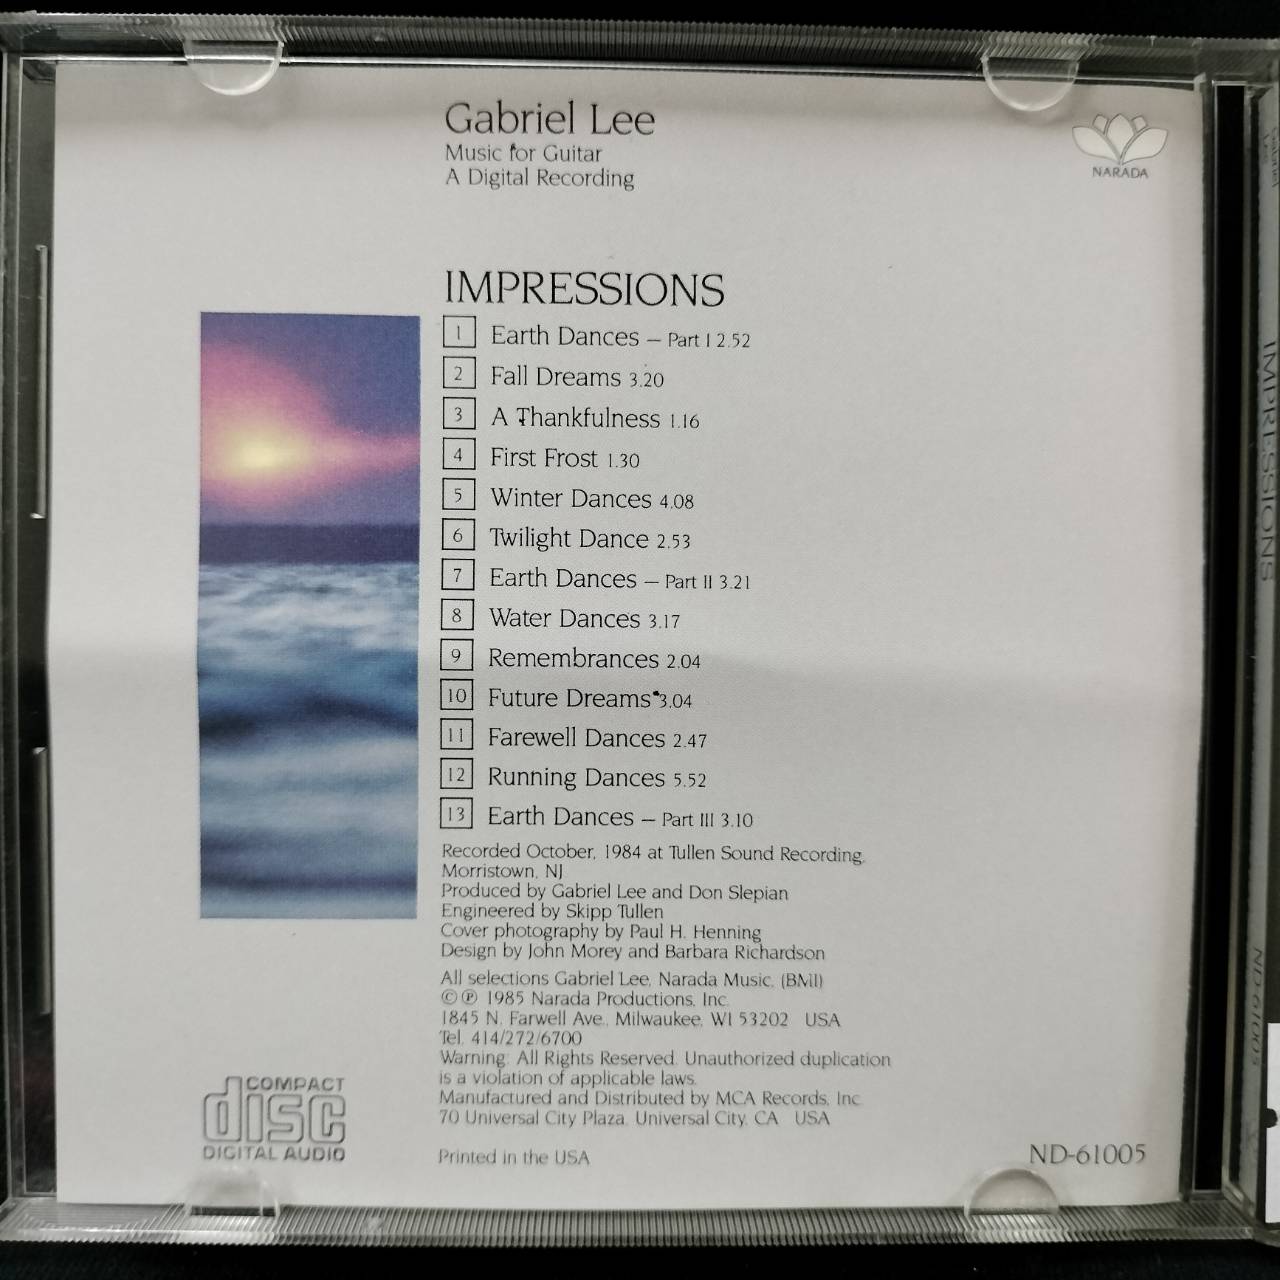 Gabriel Lee
Music for Guitar
A Digital Recording
NARADA
IMPRESSIONS
1 Earth Dances – Part I 2.52
2 Fall Dreams 3.20
3 A Thankfulness 1.16
4 First Frost 1.30
5 Winter Dances 4.08
6 Twilight Dance 2.53
7 Earth Dances – Part II 3.21
8 Water Dances 3.17
9 Remembrances 2.04
10 Future Dreams 3.04
11 Farewell Dances 2.47
12 Running Dances 5.52
13 Earth Dances – Part III 3.10
Recorded October, 1984 at Tullen Sound Recording,
Morristown, NJ
Produced by Gabriel Lee and Don Slepian
Engineered by Skipp Tullen
Cover photography by Paul H. Henning
Design by John Morey and Barbara Richardson
All selections Gabriel Lee, Narada Music, (BMI)
©℗ 1985 Narada Productions, Inc.
1845 N. Farwell Ave., Milwaukee, WI 53202 USA
Tel. 414/272/6700
Warning: All Rights Reserved. Unauthorized duplication
is a violation of applicable laws.
Manufactured and Distributed by MCA Records, Inc.
70 Universal City Plaza, Universal City, CA USA
Printed in the USA
COMPACT
disc
DIGITAL AUDIO
ND-61005
Gabriel
Lee
IMPRESSIONS
ND-61005